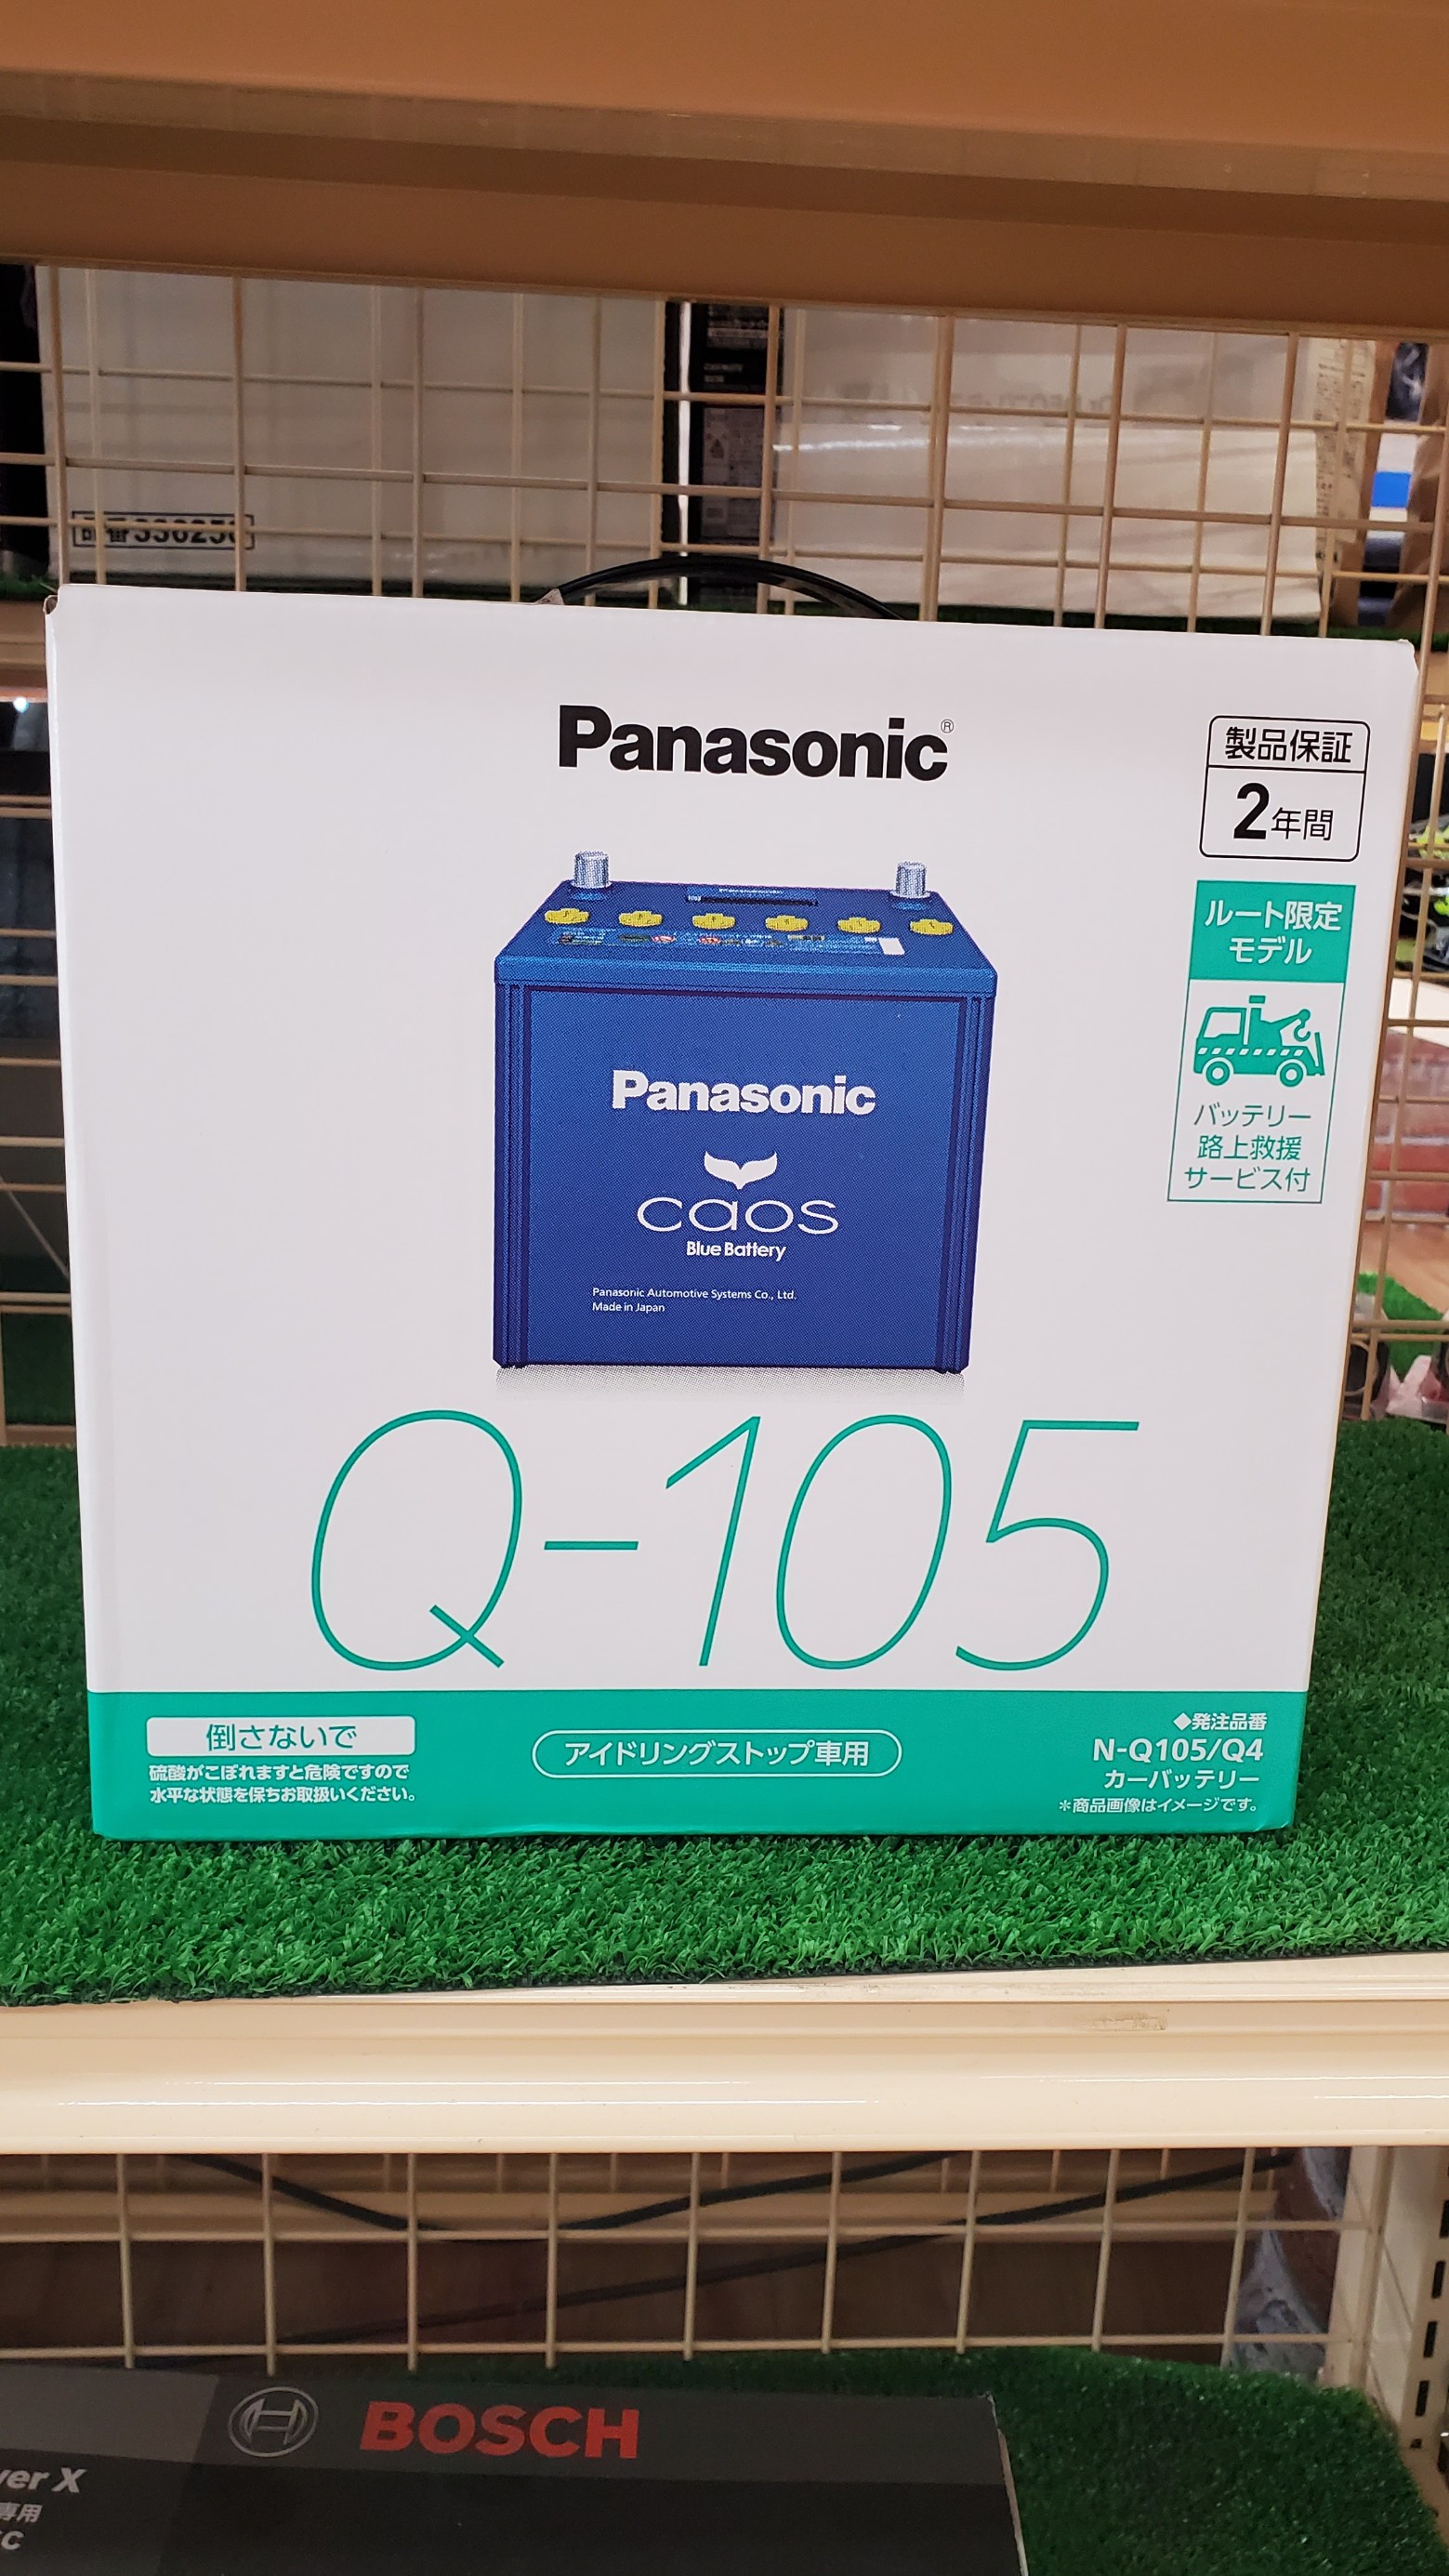 Panasonic®
製品保証
2年間
ルート限定
モデル
バッテリー
路上救援
サービス付
Panasonic
caos
Blue Battery
Panasonic Automotive Systems Co., Ltd.
Made in Japan
Q-105
倒さないで
硫酸がこぼれますと危険ですので
水平な状態を保ちお取扱いください。
アイドリングストップ車用
◆発注品番
N-Q105/Q4
カーバッテリー
＊商品画像はイメージです。
BOSCH
X
専用